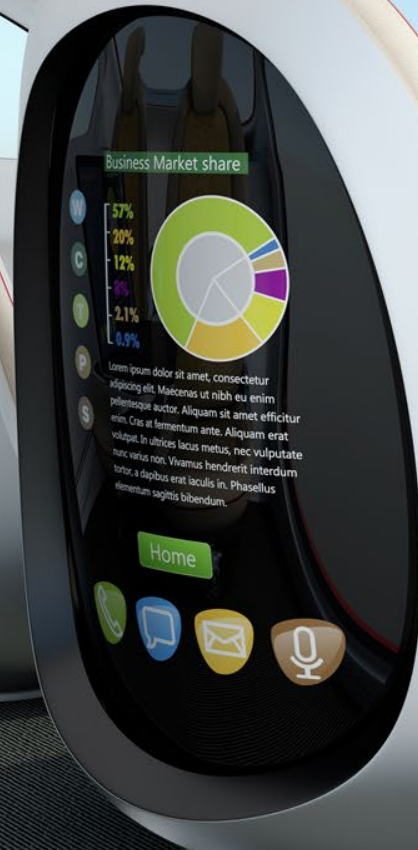 Business Market share
W
C
T
P
S
57%
20%
12%
8%
2.1%
0.9%
Lorem ipsum dolor sit amet, consectetur
adipiscing elit. Maecenas ut nibh eu enim
pellentesque auctor. Aliquam sit amet efficitur
enim. Cras at fermentum ante. Aliquam erat
volutpat. In ultrices lacus metus, nec vulputate
nunc varius non. Vivamus hendrerit interdum
tortor, a dapibus erat iaculis in. Phasellus
elementum sagittis bibendum.
Home